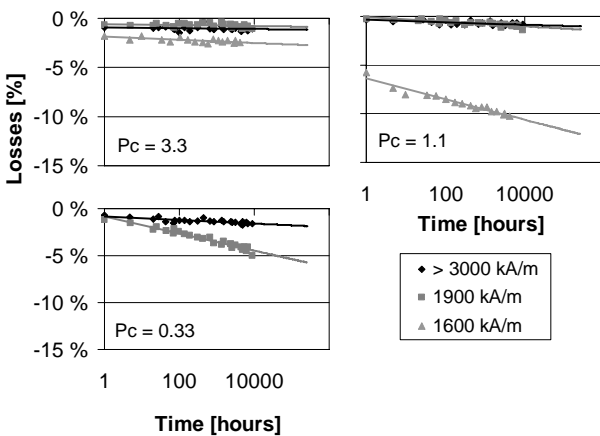 Losses [%]
0 %
-5 %
-10 %
-15 %
Pc = 3.3
Pc = 1.1
1 100 10000
Time [hours]
0 %
-5 %
-10 %
-15 %
Pc = 0.33
1 100 10000
Time [hours]
> 3000 kA/m
1900 kA/m
1600 kA/m